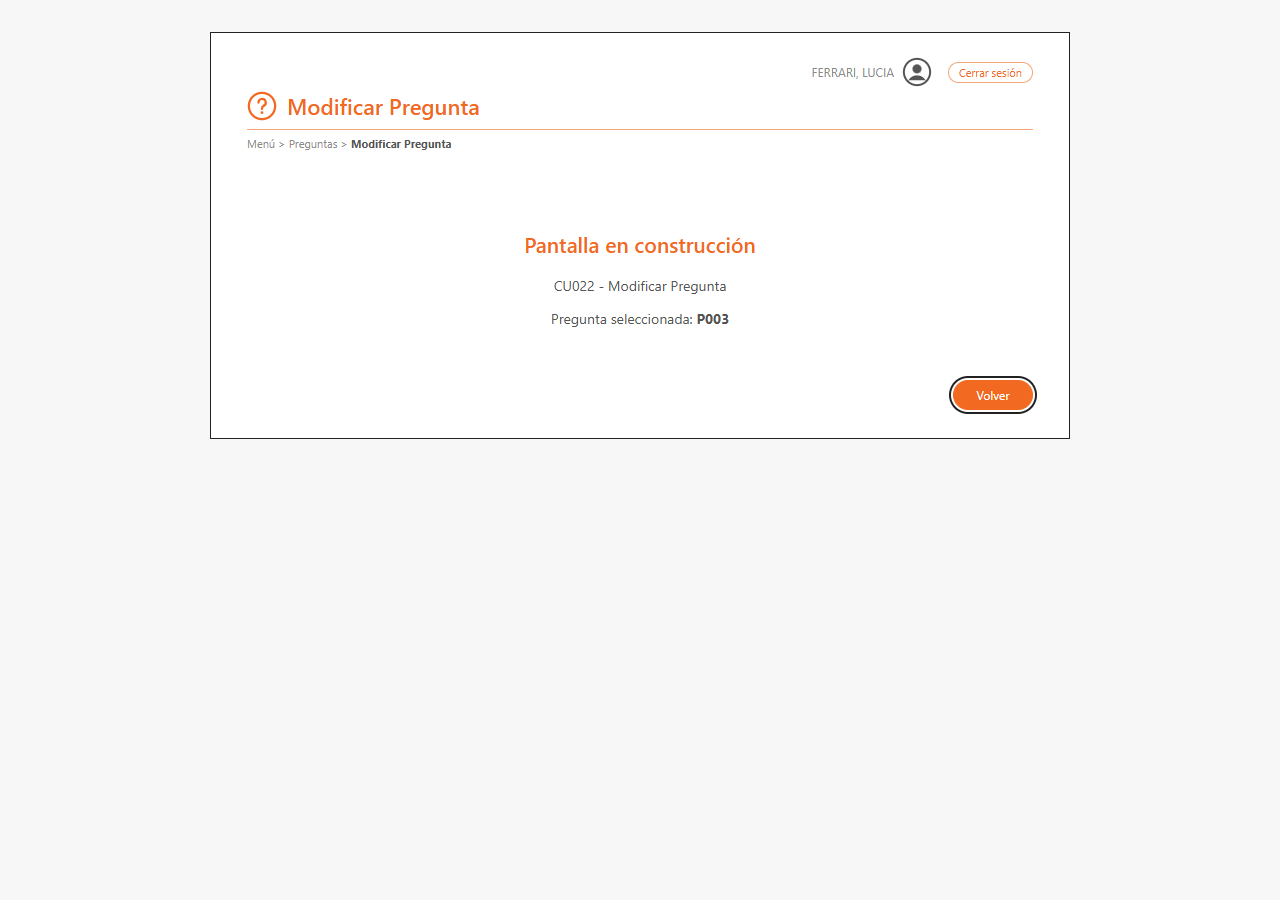 FERRARI, LUCIA
Cerrar sesión
Modificar Pregunta
Menú > Preguntas > Modificar Pregunta
Pantalla en construcción
CU022 - Modificar Pregunta
Pregunta seleccionada: P003
Volver